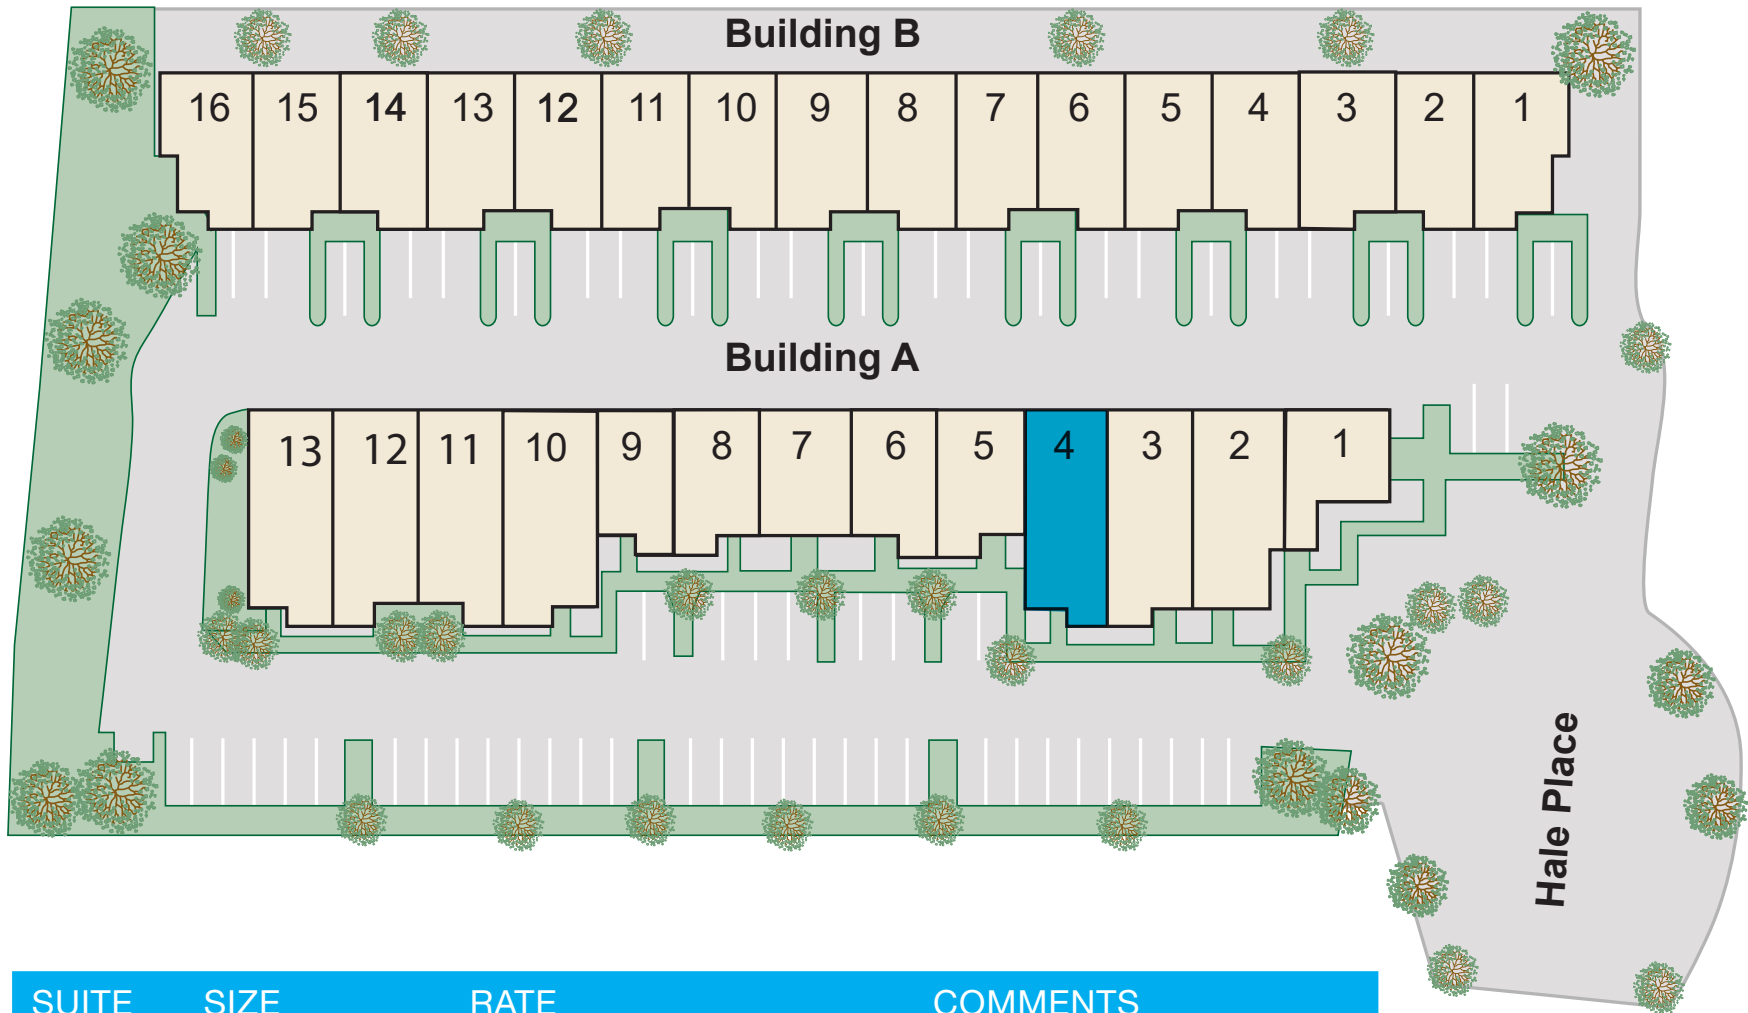 Building B
16 15 14 13 12 11 10 9 8 7 6 5 4 3 2 1
Building A
13 12 11 10 9 8 7 6 5 4 3 2 1
Hale Place
SUITE SIZE RATE COMMENTS